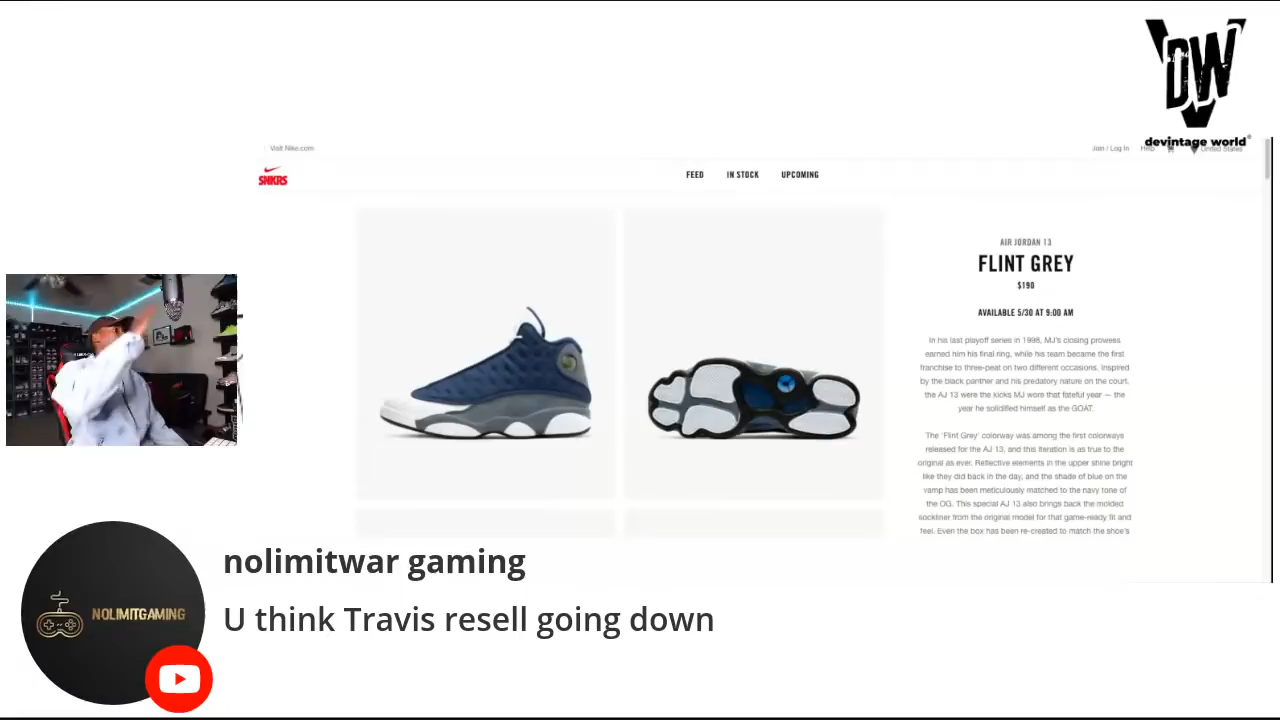 DW
devintage world®
Visit Nike.com
Join / Log In
Help
United States
SNKRS
FEED
IN STOCK
UPCOMING
AIR JORDAN 13
FLINT GREY
$190
AVAILABLE 5/30 AT 9:00 AM
In his last playoff series in 1998, MJ's closing prowess
earned him his final ring, while his team became the first
franchise to three-peat on two different occasions. Inspired
by the black panther and his predatory nature on the court,
the AJ 13 were the kicks MJ wore that fateful year — the
year he solidified himself as the GOAT.
The 'Flint Grey' colorway was among the first colorways
released for the AJ 13, and this iteration is as true to the
original as ever. Reflective elements in the upper shine bright
like they did back in the day, and the shade of blue on the
vamp has been meticulously matched to the navy tone of
the OG. This special AJ 13 also brings back the molded
sockliner from the original model for that game-ready fit and
feel. Even the box has been re-created to match the shoe's
NOLIMITGAMING
nolimitwar gaming
U think Travis resell going down